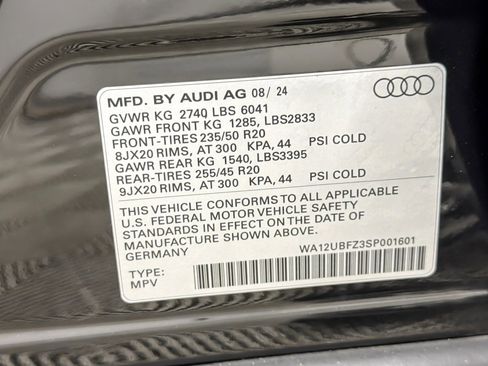 MFD. BY AUDI AG 08/ 24
GVWR KG 2740 LBS 6041
GAWR FRONT KG 1285, LBS2833
FRONT-TIRES 235/50 R20
8JX20 RIMS, AT 300 KPA, 44 PSI COLD
GAWR REAR KG 1540, LBS3395
REAR-TIRES 255/45 R20
9JX20 RIMS, AT 300 KPA, 44 PSI COLD
THIS VEHICLE CONFORMS TO ALL APPLICABLE
U.S. FEDERAL MOTOR VEHICLE SAFETY
STANDARDS IN EFFECT ON THE DATE OF
MANUFACTURE SHOWN ABOVE.
GERMANY WA12UBFZ3SP001601
TYPE:
MPV